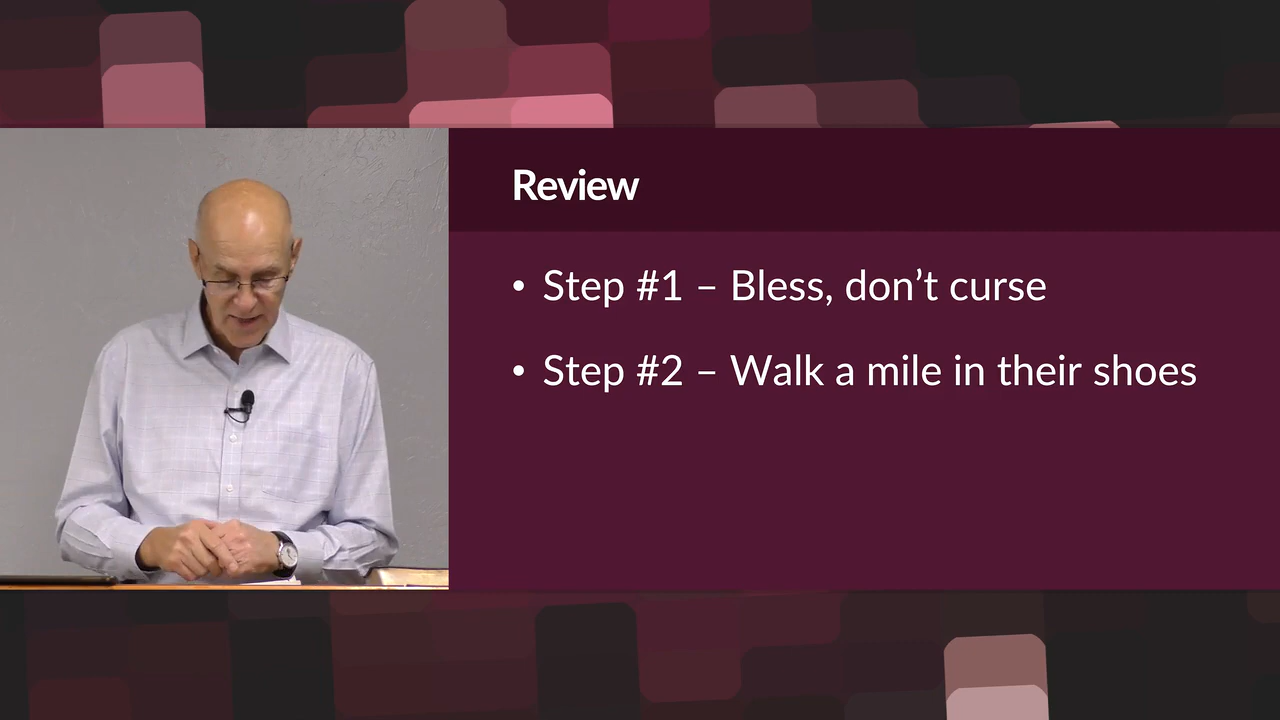 Review
• Step #1 – Bless, don’t curse
• Step #2 – Walk a mile in their shoes